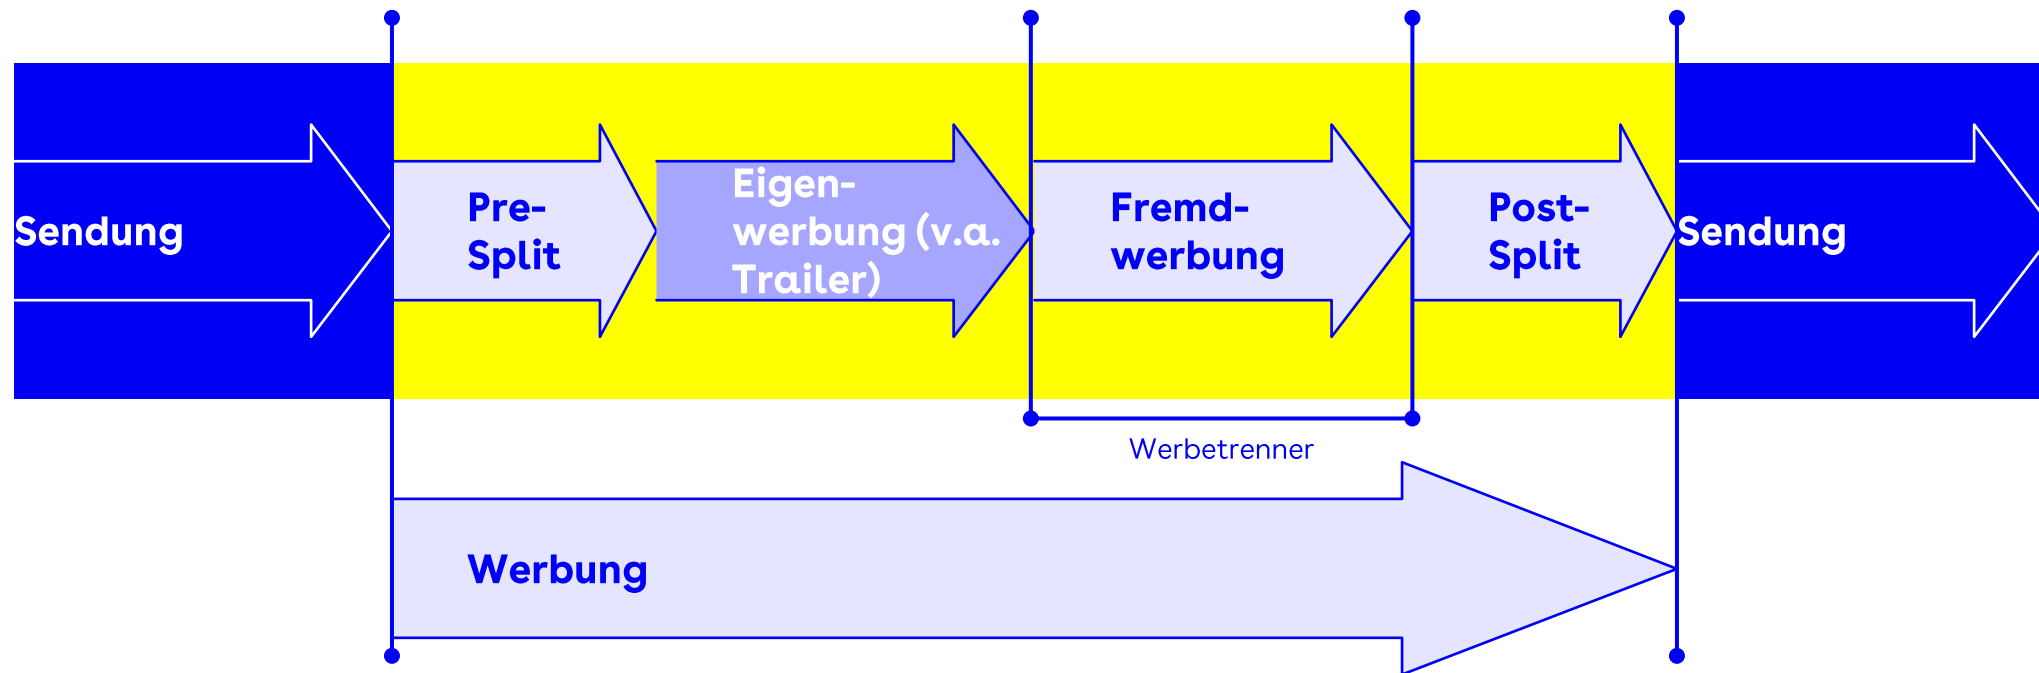 Sendung
Pre-
Split
Eigen-
werbung (v.a.
Trailer)
Fremd-
werbung
Post-
Split
Sendung
Werbetrenner
Werbung